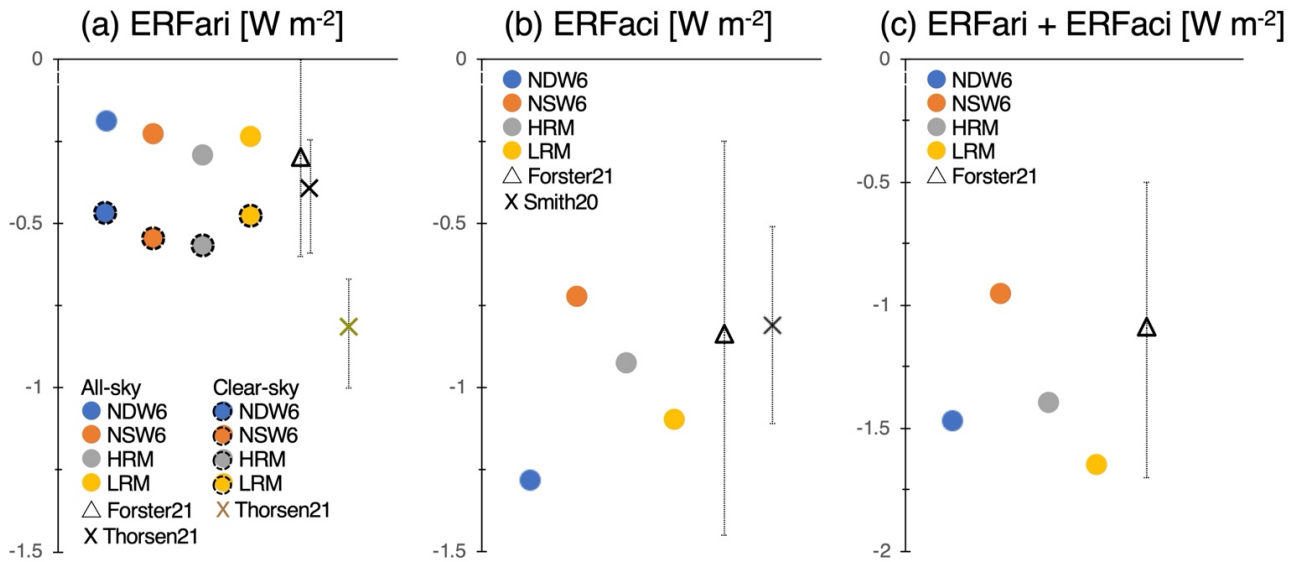 (a) ERFari [W m-2]
0
-0.5
-1
-1.5
All-sky
NDW6
NSW6
HRM
LRM
Forster21
Thorsen21
Clear-sky
NDW6
NSW6
HRM
LRM
Thorsen21
(b) ERFaci [W m-2]
0
-0.5
-1
-1.5
NDW6
NSW6
HRM
LRM
Forster21
Smith20
(c) ERFari + ERFaci [W m-2]
0
-0.5
-1
-1.5
-2
NDW6
NSW6
HRM
LRM
Forster21